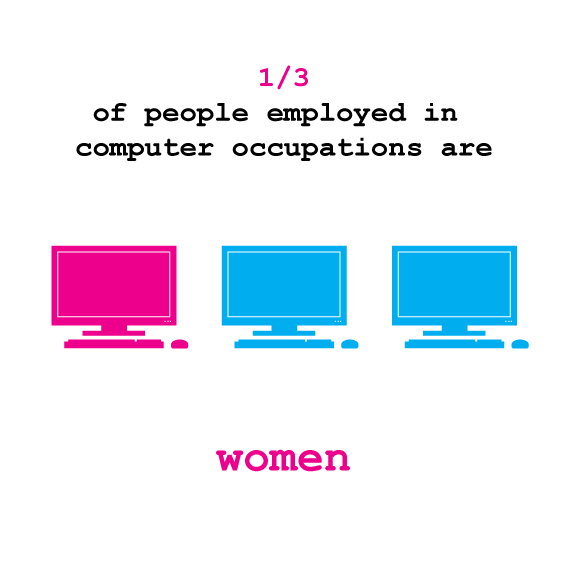 1/3
of people employed in
computer occupations are
women